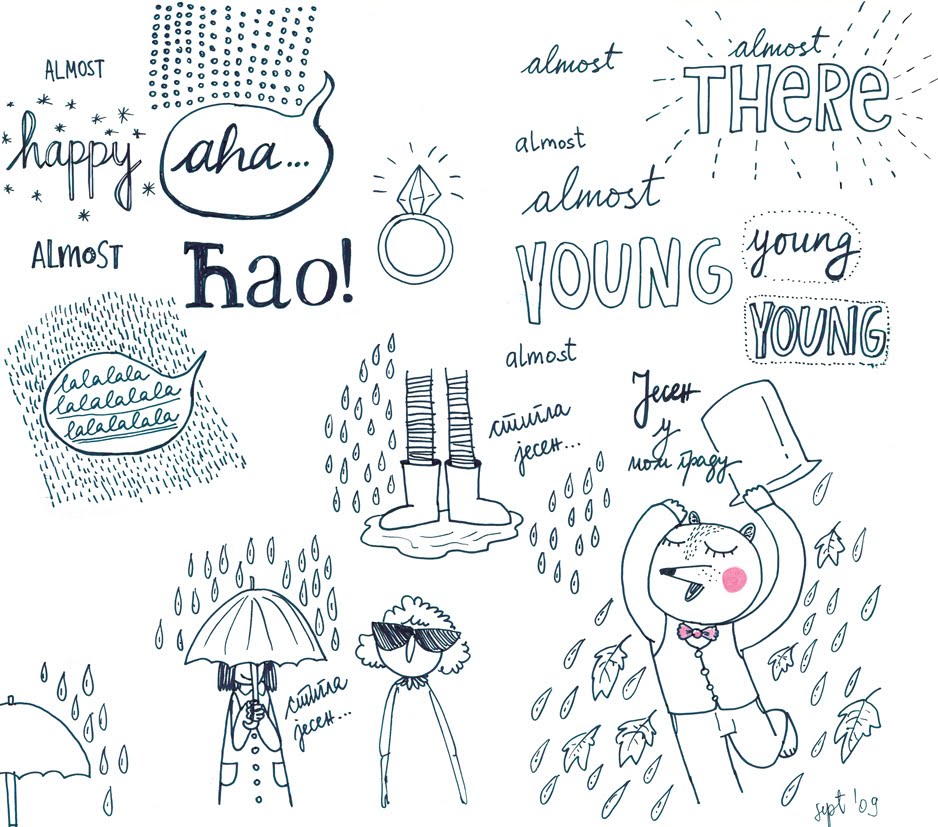 ALMOST
happy
aha...
ALMOST
Ћао!
lalalala
lalalalala
lalalalala
almost
almost
THeRe
almost
almost
YOUNG
young
YOUNG
almost
стигла
јесен...
Јесен
у
мом граду
стигла
јесен...
sept '09